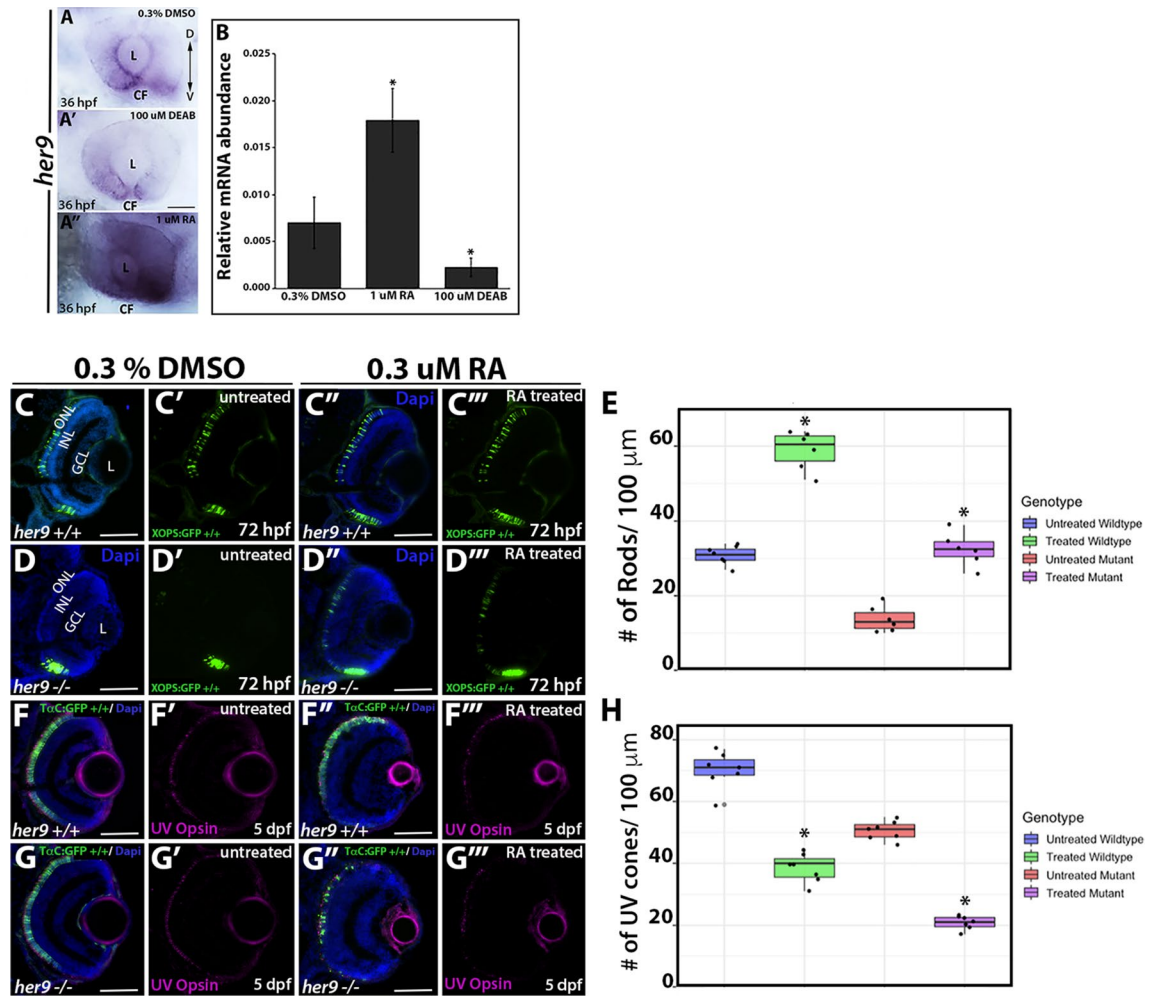 A
0.3% DMSO
D
L
V
CF
36 hpf
A'
100 uM DEAB
L
36 hpf
CF
A"
1 uM RA
L
36 hpf
CF
her9
B
Relative mRNA abundance
0.025
0.020
0.015
0.010
0.005
0.000
*
*
0.3% DMSO
1 uM RA
100 uM DEAB
0.3 % DMSO
0.3 uM RA
C
ONL
INL
GCL
L
her9 +/+
C'
untreated
XOPS:GFP +/+
72 hpf
C"
Dapi
her9 +/+
C"'
RA treated
XOPS:GFP +/+
72 hpf
D
Dapi
ONL
INL
GCL
L
her9 -/-
D'
untreated
XOPS:GFP +/+
72 hpf
D"
Dapi
her9 -/-
D"'
RA treated
XOPS:GFP +/+
72 hpf
E
# of Rods/ 100 μm
60
40
20
0
*
*
Genotype
Untreated Wildtype
Treated Wildtype
Untreated Mutant
Treated Mutant
F
TαC:GFP +/+/ Dapi
her9 +/+
F'
untreated
UV Opsin
5 dpf
F"
TαC:GFP +/+/ Dapi
her9 +/+
F"'
RA treated
UV Opsin
5 dpf
G
TαC:GFP +/+/Dapi
her9 -/-
G'
untreated
UV Opsin
5 dpf
G"
TαC:GFP +/+/Dapi
her9 -/-
G"'
RA treated
UV Opsin
5 dpf
H
# of UV cones/ 100 μm
80
60
40
20
0
*
*
Genotype
Untreated Wildtype
Treated Wildtype
Untreated Mutant
Treated Mutant